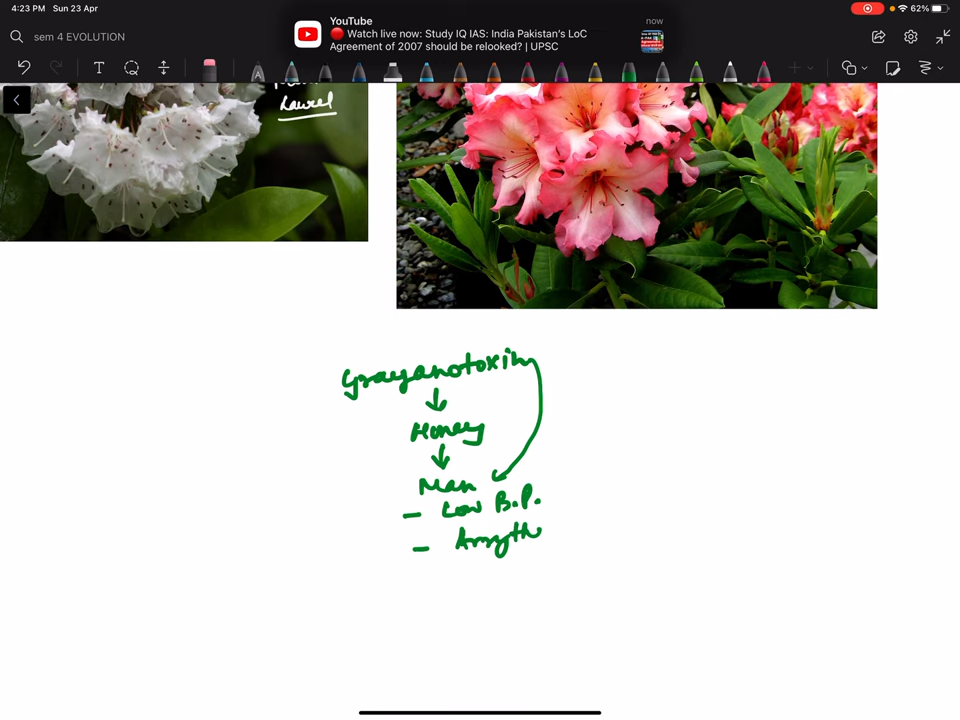 4:23 PM Sun 23 Apr
62%
YouTube
now
🔴 Watch live now: Study IQ IAS: India Pakistan's LoC
Agreement of 2007 should be relooked? | UPSC
sem 4 EVOLUTION
Laurel
Grayanotoxin
↓
Honey
↓
Man
- Low B.P.
- Arrythm